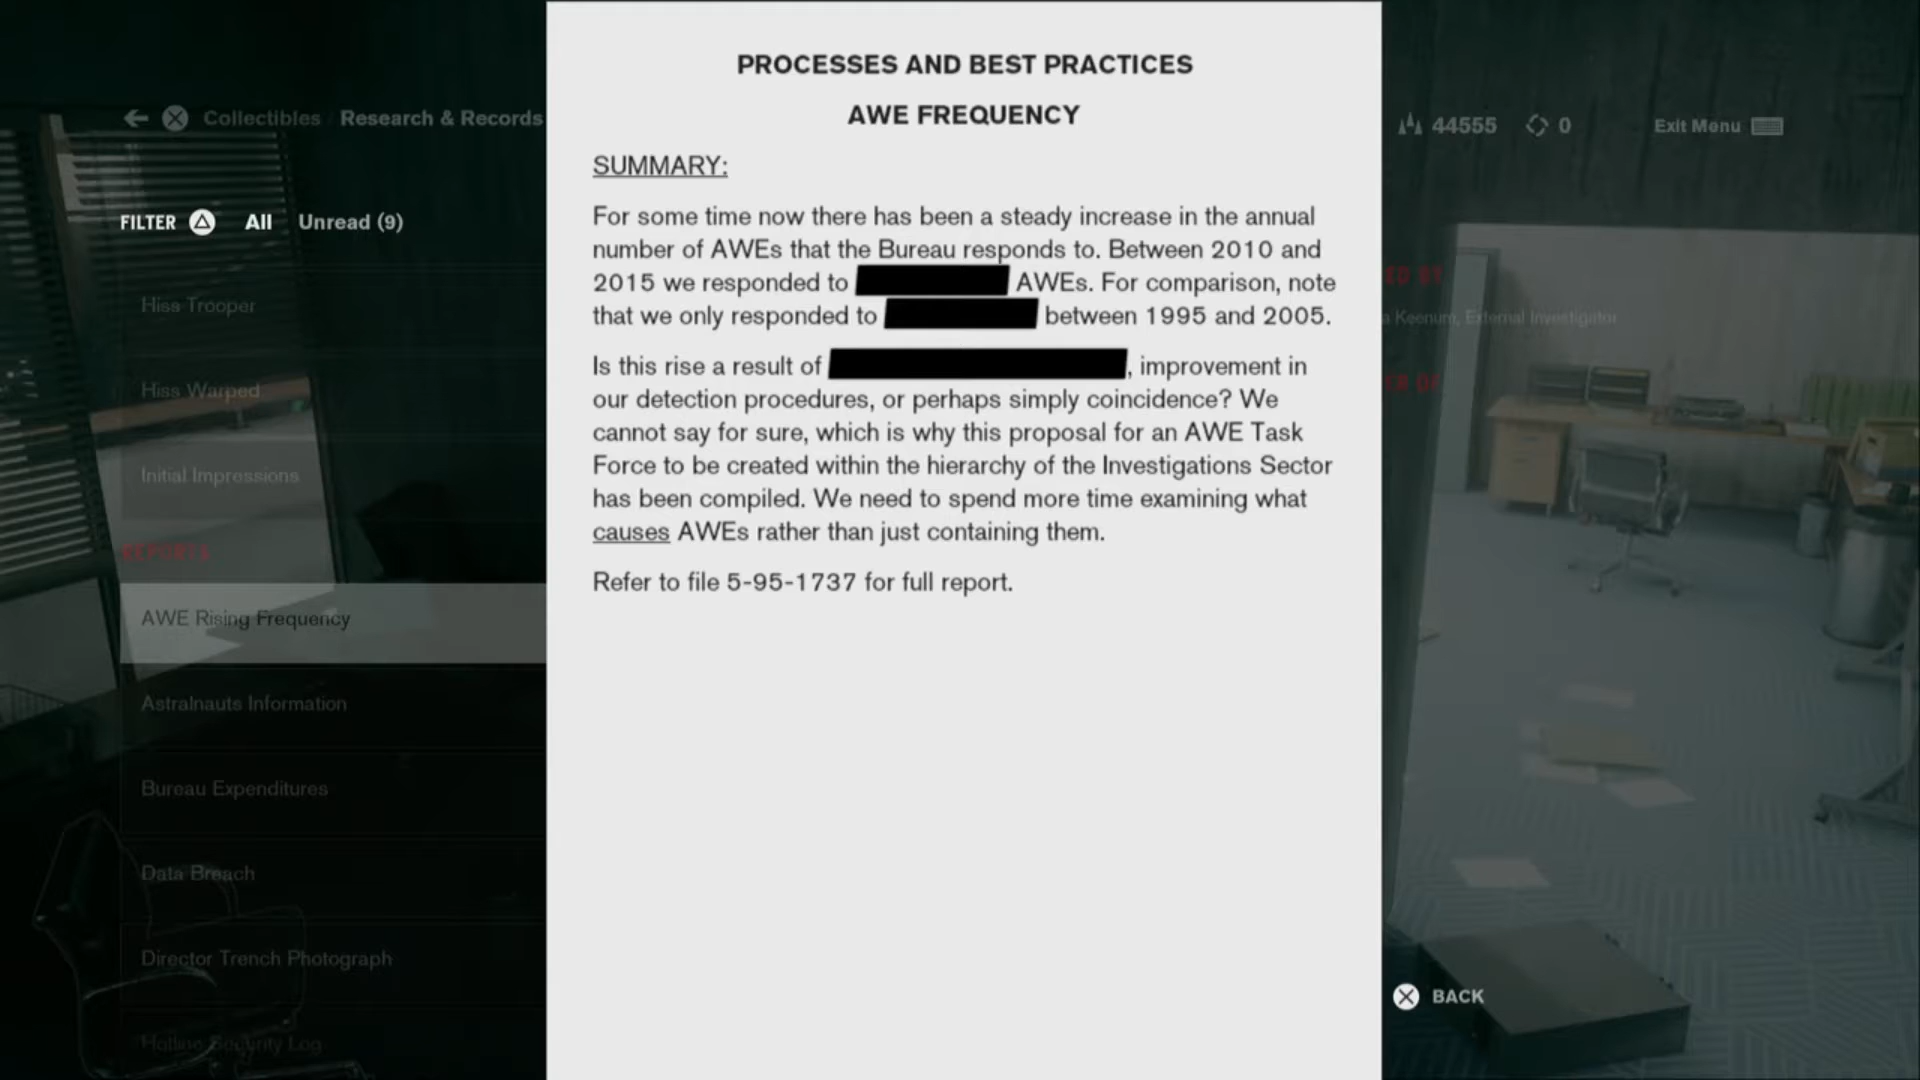 PROCESSES AND BEST PRACTICES
AWE FREQUENCY
SUMMARY:
For some time now there has been a steady increase in the annual
number of AWEs that the Bureau responds to. Between 2010 and
2015 we responded to AWEs. For comparison, note
that we only responded to between 1995 and 2005.
Is this rise a result of , improvement in
our detection procedures, or perhaps simply coincidence? We
cannot say for sure, which is why this proposal for an AWE Task
Force to be created within the hierarchy of the Investigations Sector
has been compiled. We need to spend more time examining what
causes AWEs rather than just containing them.
Refer to file 5-95-1737 for full report.
Collectibles Research & Records
FILTER All Unread (9)
Hiss Trooper
Hiss Warped
Initial Impressions
REPORTS
AWE Rising Frequency
Astralnauts Information
Bureau Expenditures
Data Breach
Director Trench Photograph
Hotline Security Log
44555 0 Exit Menu
Keenum, External Investigator
BACK